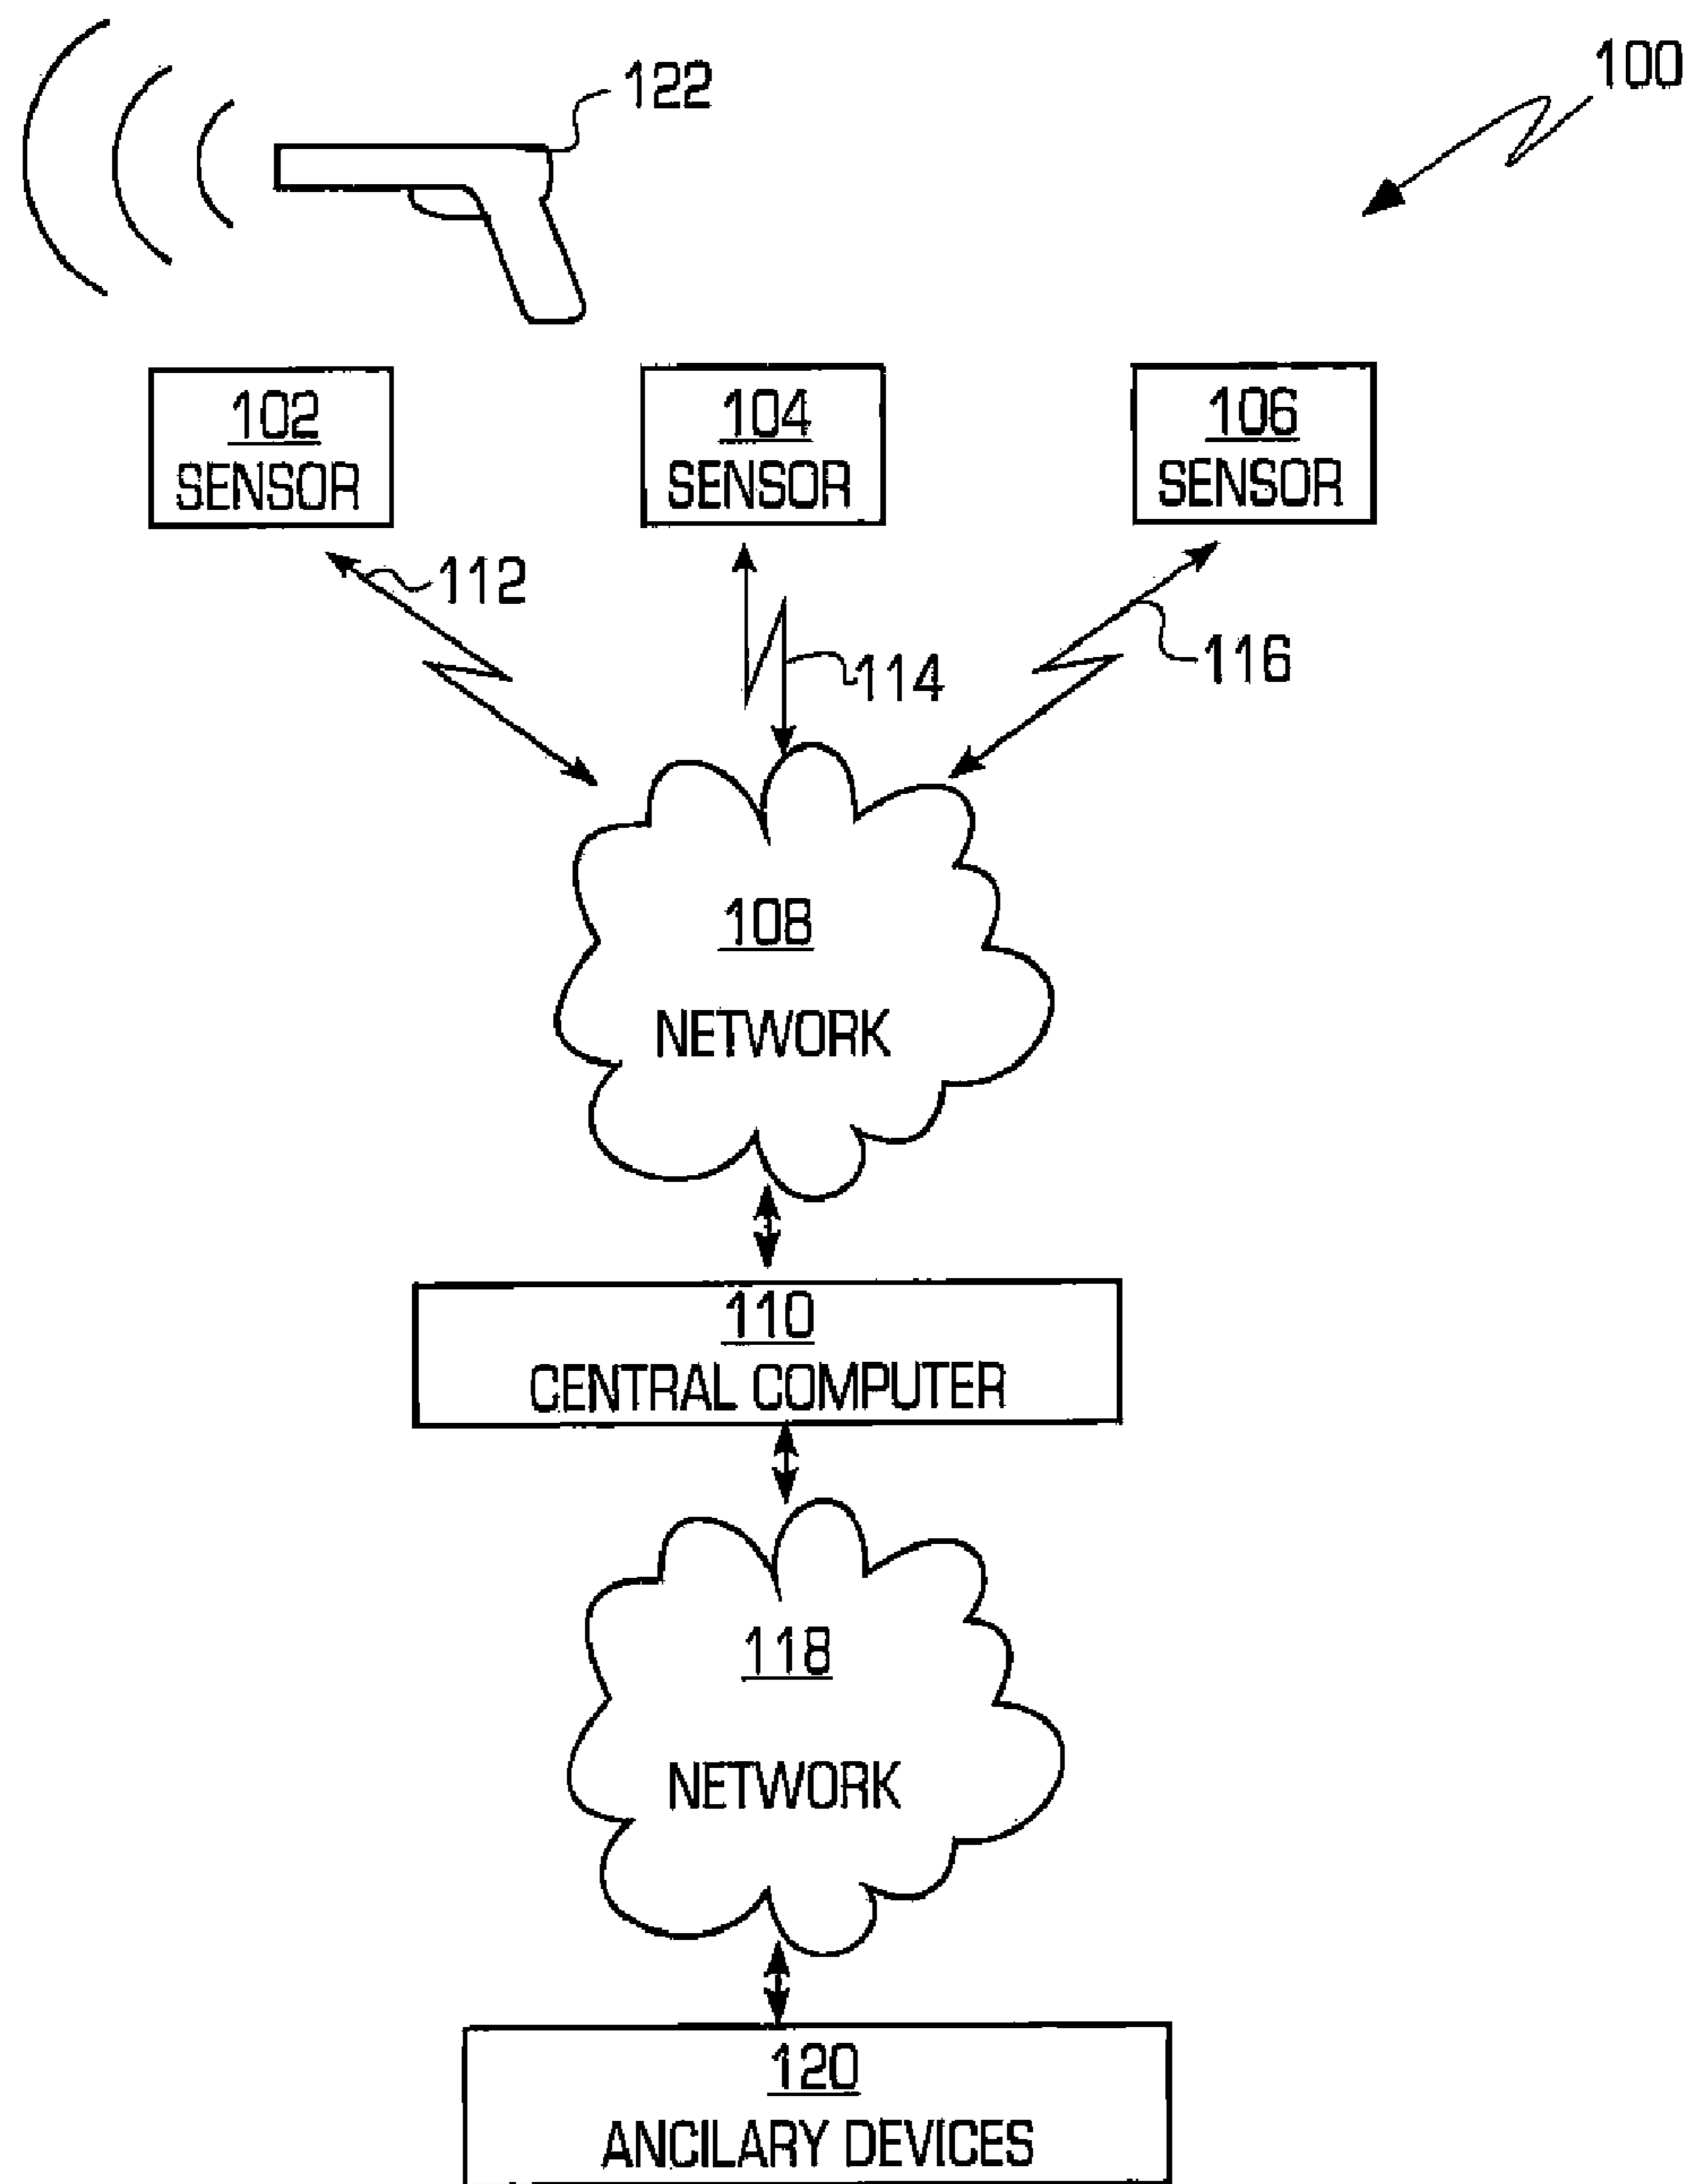 100
122
102
SENSOR
104
SENSOR
106
SENSOR
112
114
116
108
NETWORK
110
CENTRAL COMPUTER
118
NETWORK
120
ANCILARY DEVICES